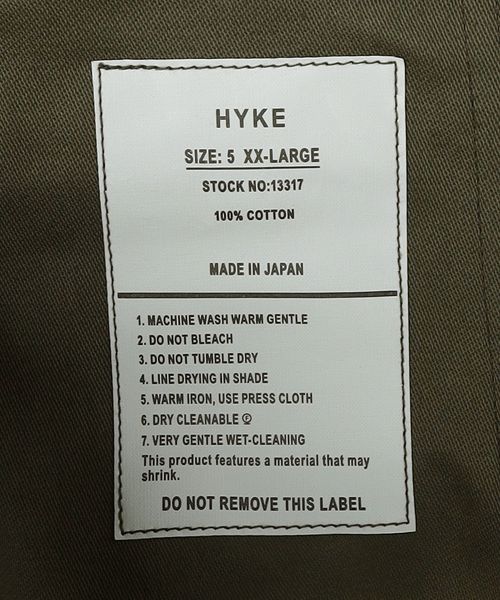 HYKE
SIZE: 5 XX-LARGE
STOCK NO:13317
100% COTTON
MADE IN JAPAN
1. MACHINE WASH WARM GENTLE
2. DO NOT BLEACH
3. DO NOT TUMBLE DRY
4. LINE DRYING IN SHADE
5. WARM IRON, USE PRESS CLOTH
6. DRY CLEANABLE Ⓕ
7. VERY GENTLE WET-CLEANING
This product features a material that may
shrink.
DO NOT REMOVE THIS LABEL